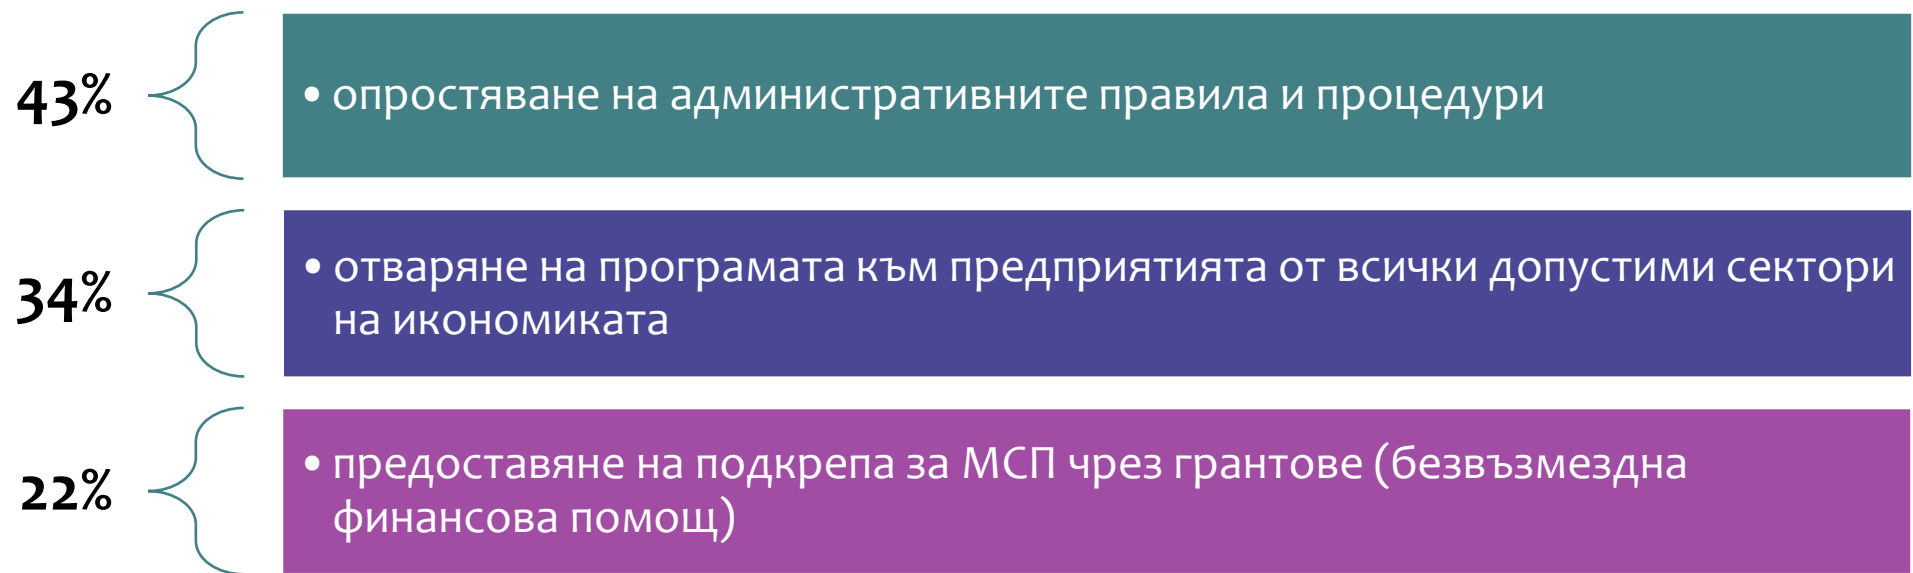 43%
• опростяване на административните правила и процедури
34%
• отваряне на програмата към предприятията от всички допустими сектори
на икономиката
22%
• предоставяне на подкрепа за МСП чрез грантове (безвъзмездна
финансова помощ)